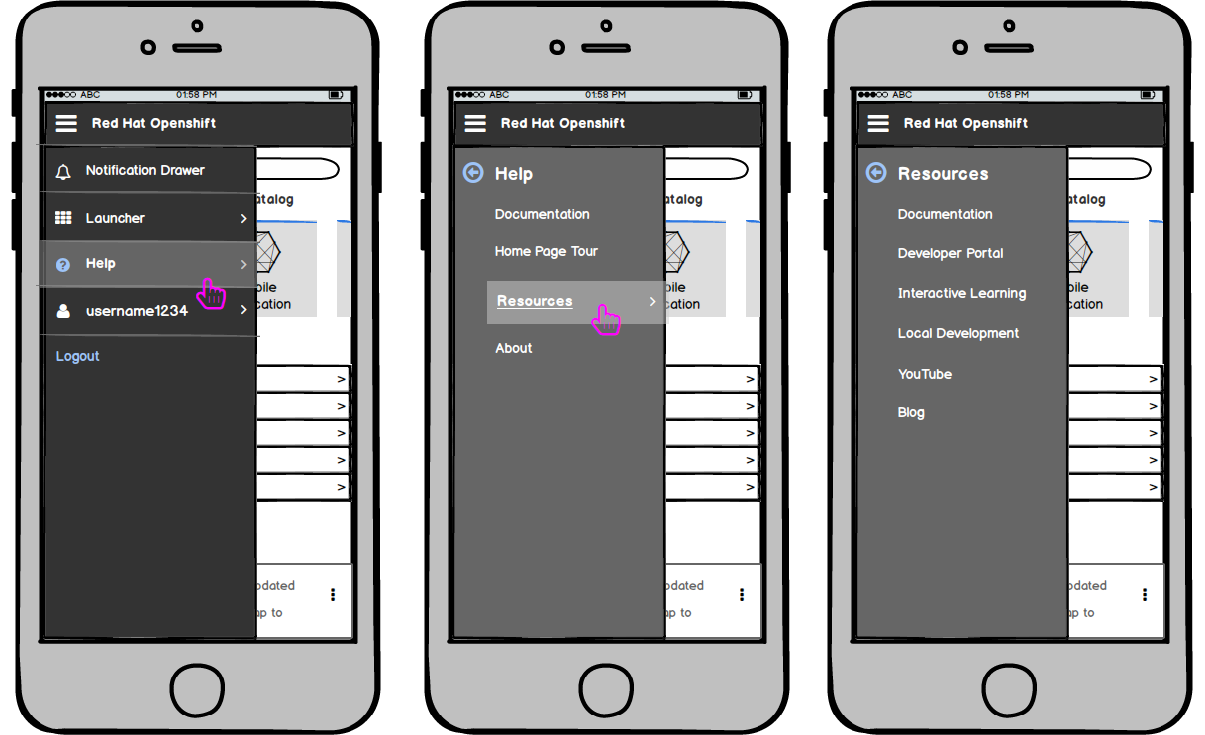 ABC 01:58 PM
Red Hat Openshift
Notification Drawer
Launcher >
Help >
username1234 >
Logout
atalog
bile
cation
>
>
>
>
>
pdated
ap to
ABC 01:58 PM
Red Hat Openshift
Help
Documentation
Home Page Tour
Resources >
About
atalog
bile
cation
>
>
>
>
>
pdated
ap to
ABC 01:58 PM
Red Hat Openshift
Resources
Documentation
Developer Portal
Interactive Learning
Local Development
YouTube
Blog
atalog
bile
cation
>
>
>
>
>
pdated
ap to